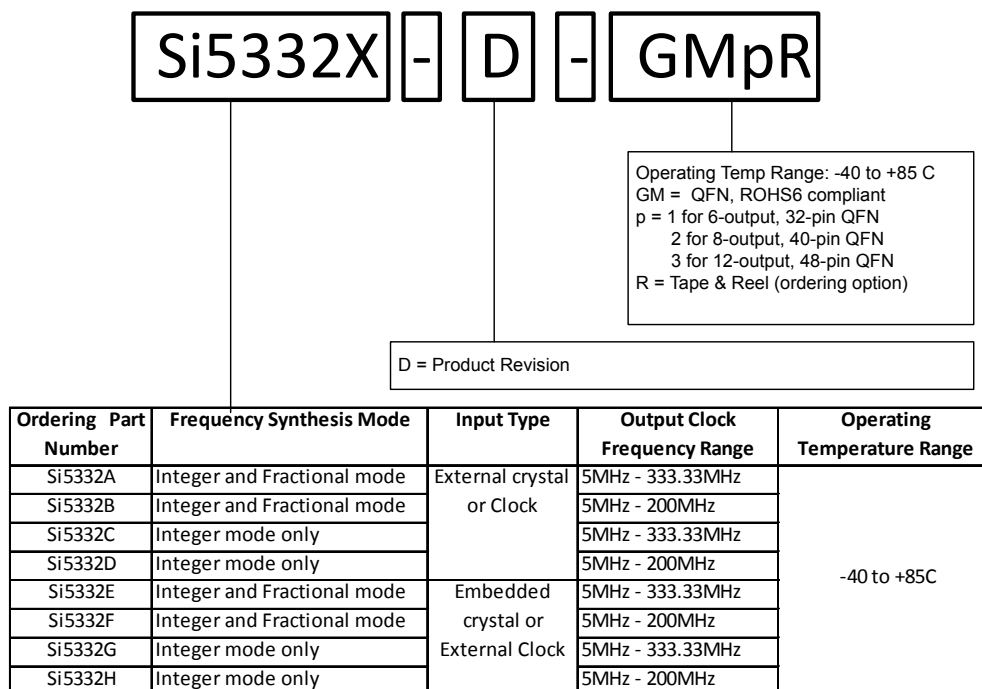 Si5332X - D - GMpR
Operating Temp Range: -40 to +85 C
GM = QFN, ROHS6 compliant
p = 1 for 6-output, 32-pin QFN
2 for 8-output, 40-pin QFN
3 for 12-output, 48-pin QFN
R = Tape & Reel (ordering option)
D = Product Revision
Ordering Part Number Frequency Synthesis Mode Input Type Output Clock Frequency Range Operating Temperature Range
Si5332A Integer and Fractional mode External crystal or Clock 5MHz - 333.33MHz -40 to +85C
Si5332B Integer and Fractional mode 5MHz - 200MHz
Si5332C Integer mode only 5MHz - 333.33MHz
Si5332D Integer mode only 5MHz - 200MHz
Si5332E Integer and Fractional mode Embedded crystal or External Clock 5MHz - 333.33MHz
Si5332F Integer and Fractional mode 5MHz - 200MHz
Si5332G Integer mode only 5MHz - 333.33MHz
Si5332H Integer mode only 5MHz - 200MHz